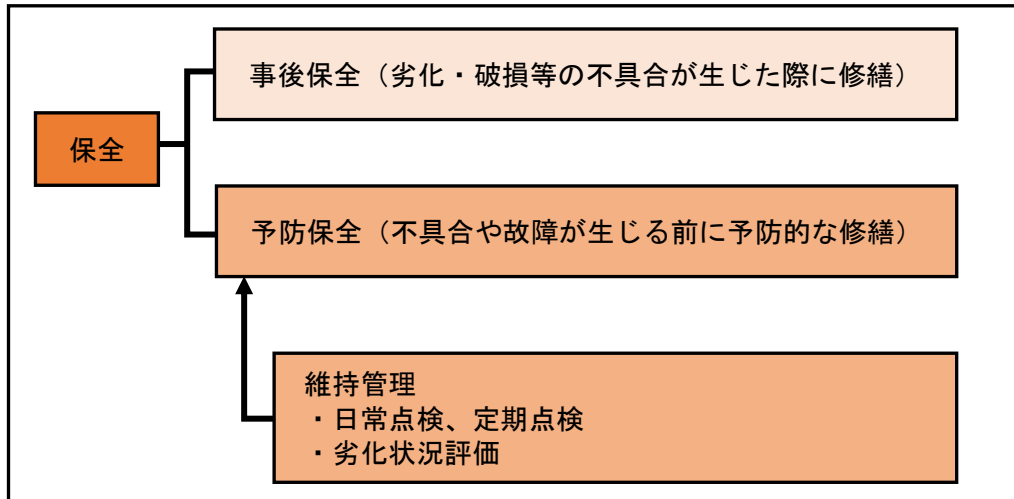 事後保全（劣化・破損等の不具合が生じた際に修繕）
保全
予防保全（不具合や故障が生じる前に予防的な修繕）
維持管理
・日常点検、定期点検
・劣化状況評価